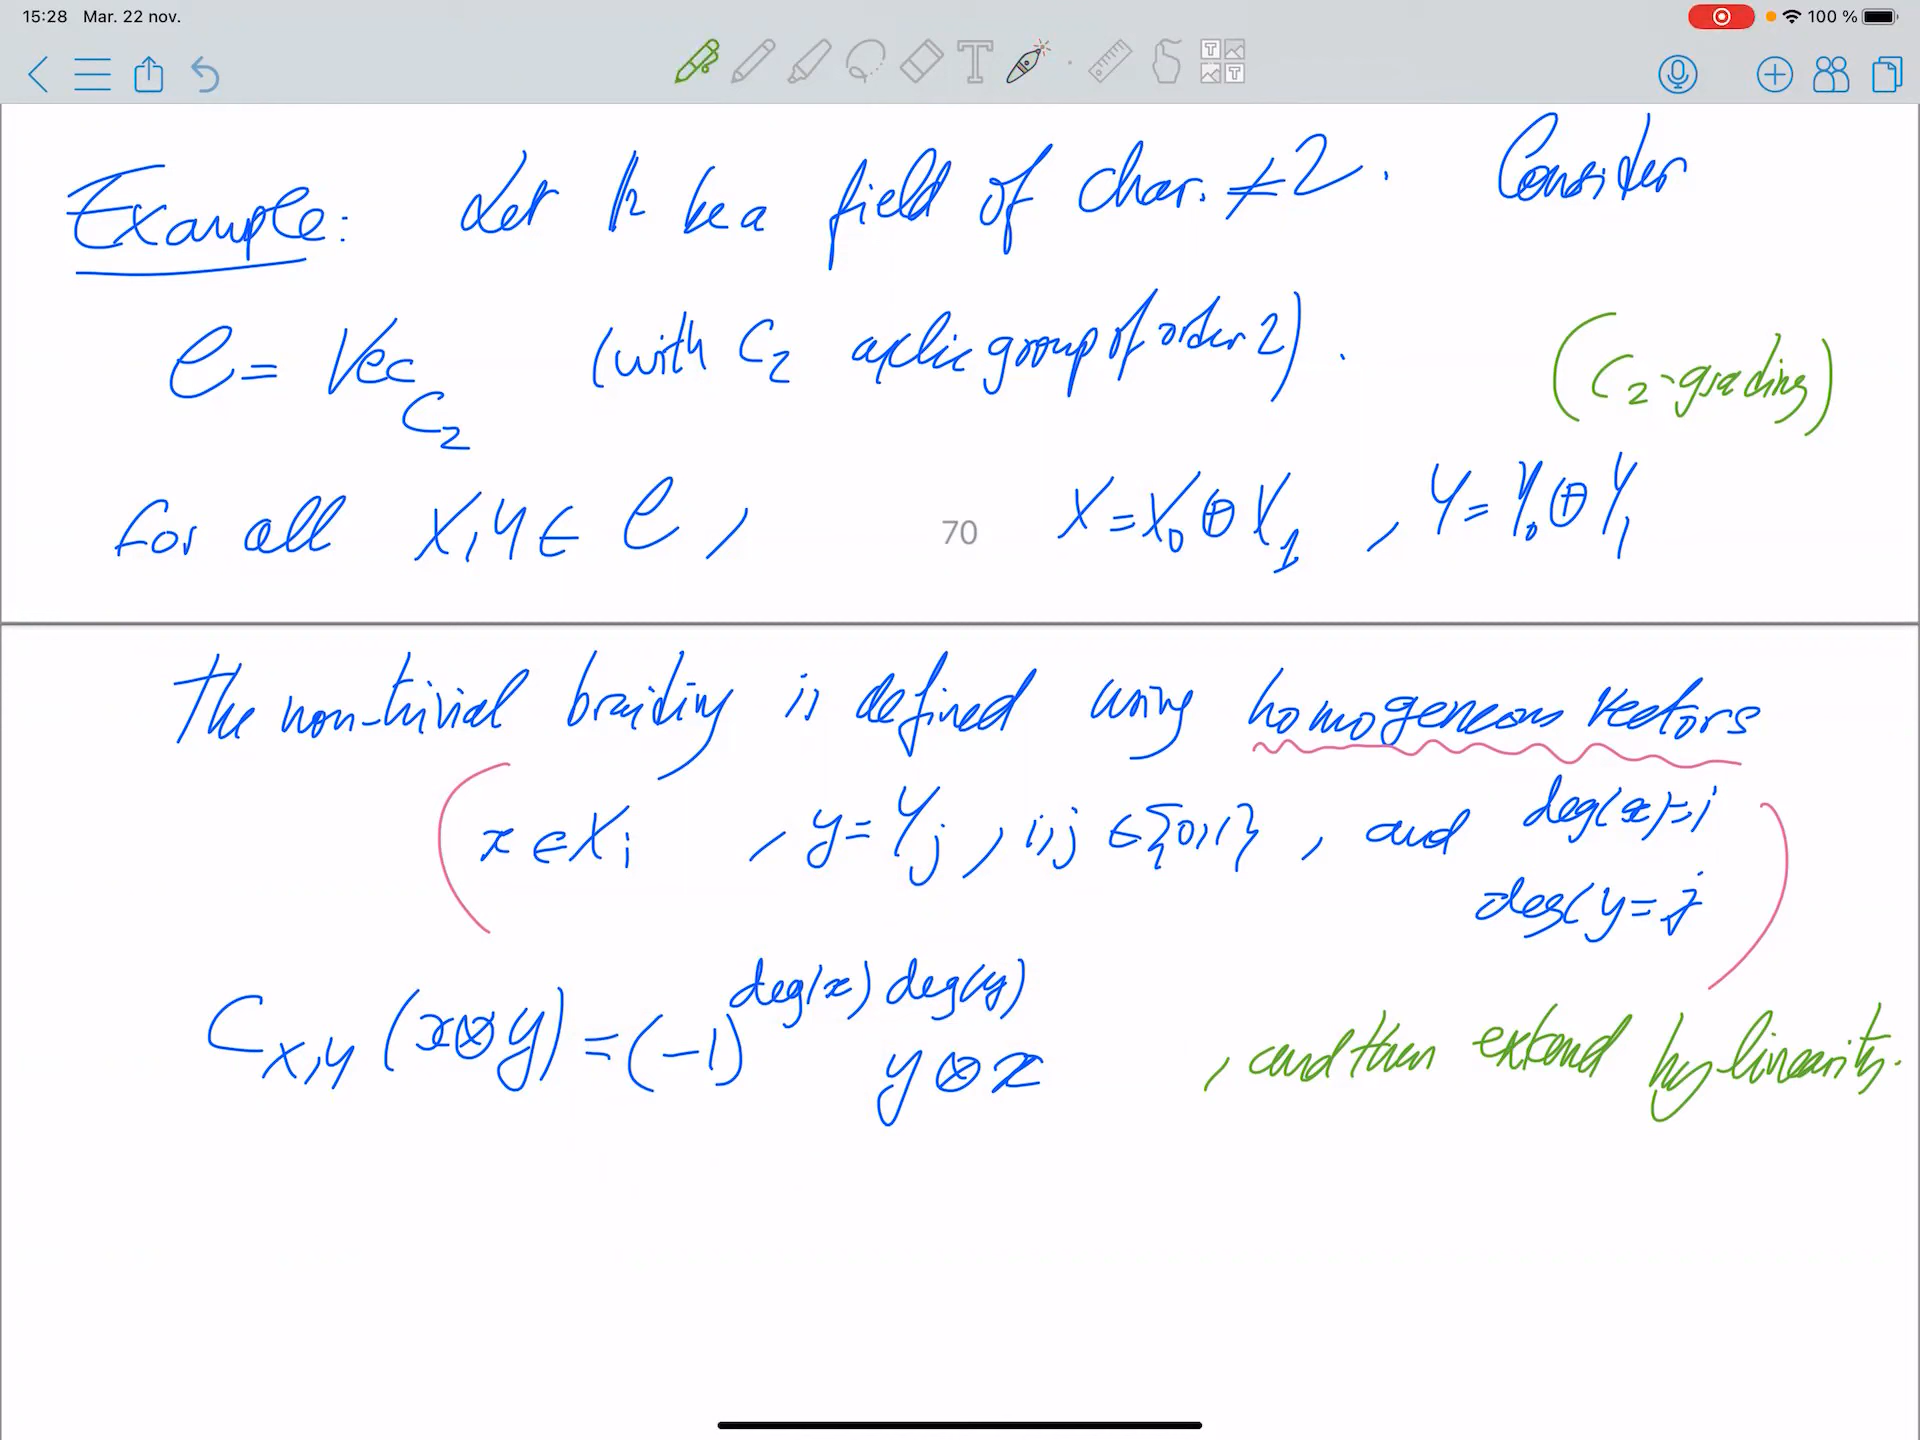 15:28 Mar. 22 nov. 100 %
Example: Let k be a field of char. ≠ 2. Consider
C = Vec_{C_2} (with C_2 cyclic group of order 2).
(C_2-grading)
for all X, Y ∈ C, X = X_0 ⊕ X_1, Y = Y_0 ⊕ Y_1
70
The non-trivial braiding is defined using homogeneous vectors
(x ∈ X_i, y = Y_j, i,j ∈ {0,1}, and deg(x) = i
deg(y = j)
C_{X,Y} (x ⊗ y) = (-1)^{deg(x) deg(y)} y ⊗ x, and then extend by linearity.